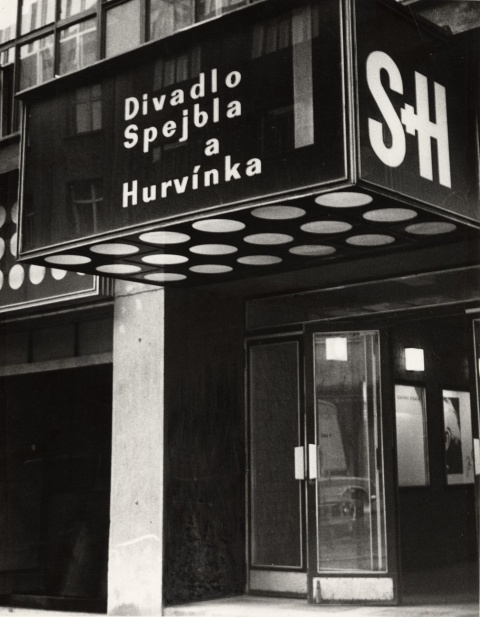 Divadlo
Spejbla
a
Hurvínka
S+H